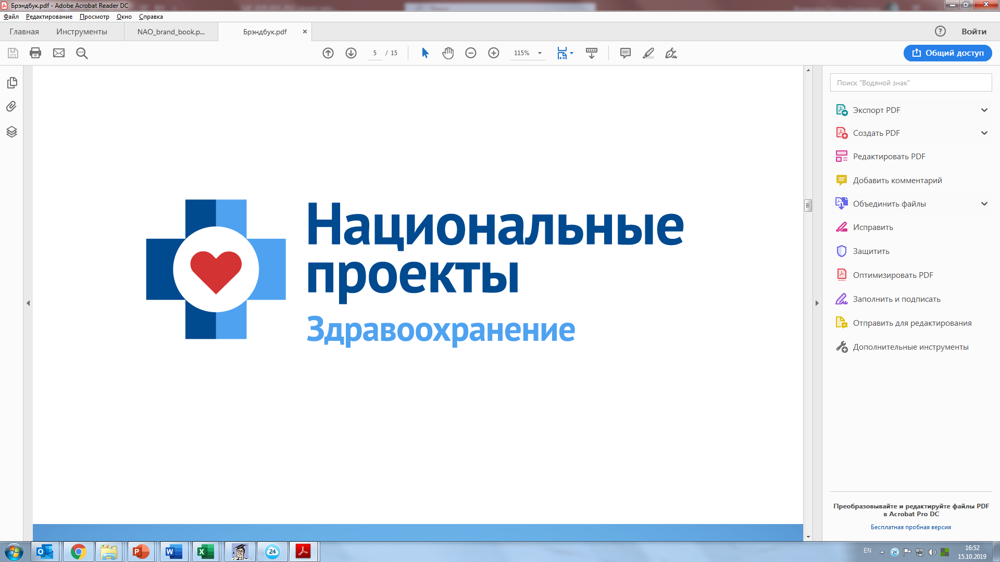 Брэндбук.pdf - Adobe Acrobat Reader DC
Файл Редактирование Просмотр Окно Справка
Главная Инструменты NAO_brand_book.p... Брэндбук.pdf × ? Войти
5 / 15 115% Общий доступ
Поиск "Водяной знак"
Экспорт PDF
Создать PDF
Редактировать PDF
Добавить комментарий
Объединить файлы
Исправить
Защитить
Оптимизировать PDF
Заполнить и подписать
Отправить для редактирования
Дополнительные инструменты
Национальные
проекты
Здравоохранение
Преобразовывайте и редактируйте файлы PDF
в Acrobat Pro DC
Бесплатная пробная версия
EN
16:52
15.10.2019
24
24